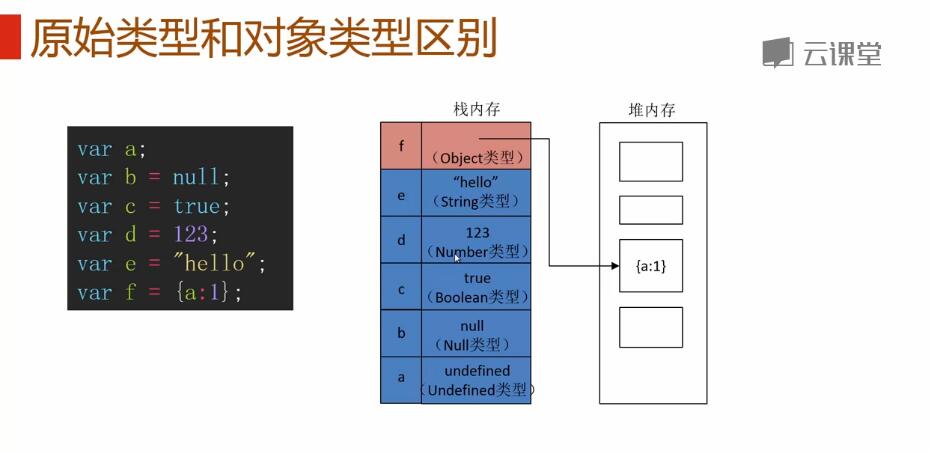 原始类型和对象类型区别
云课堂
var a;
var b = null;
var c = true;
var d = 123;
var e = "hello";
var f = {a:1};
栈内存
f
（Object类型）
e
“hello”
（String类型）
d
123
（Number类型）
c
true
（Boolean类型）
b
null
（Null类型）
a
undefined
（Undefined类型）
堆内存
{a:1}